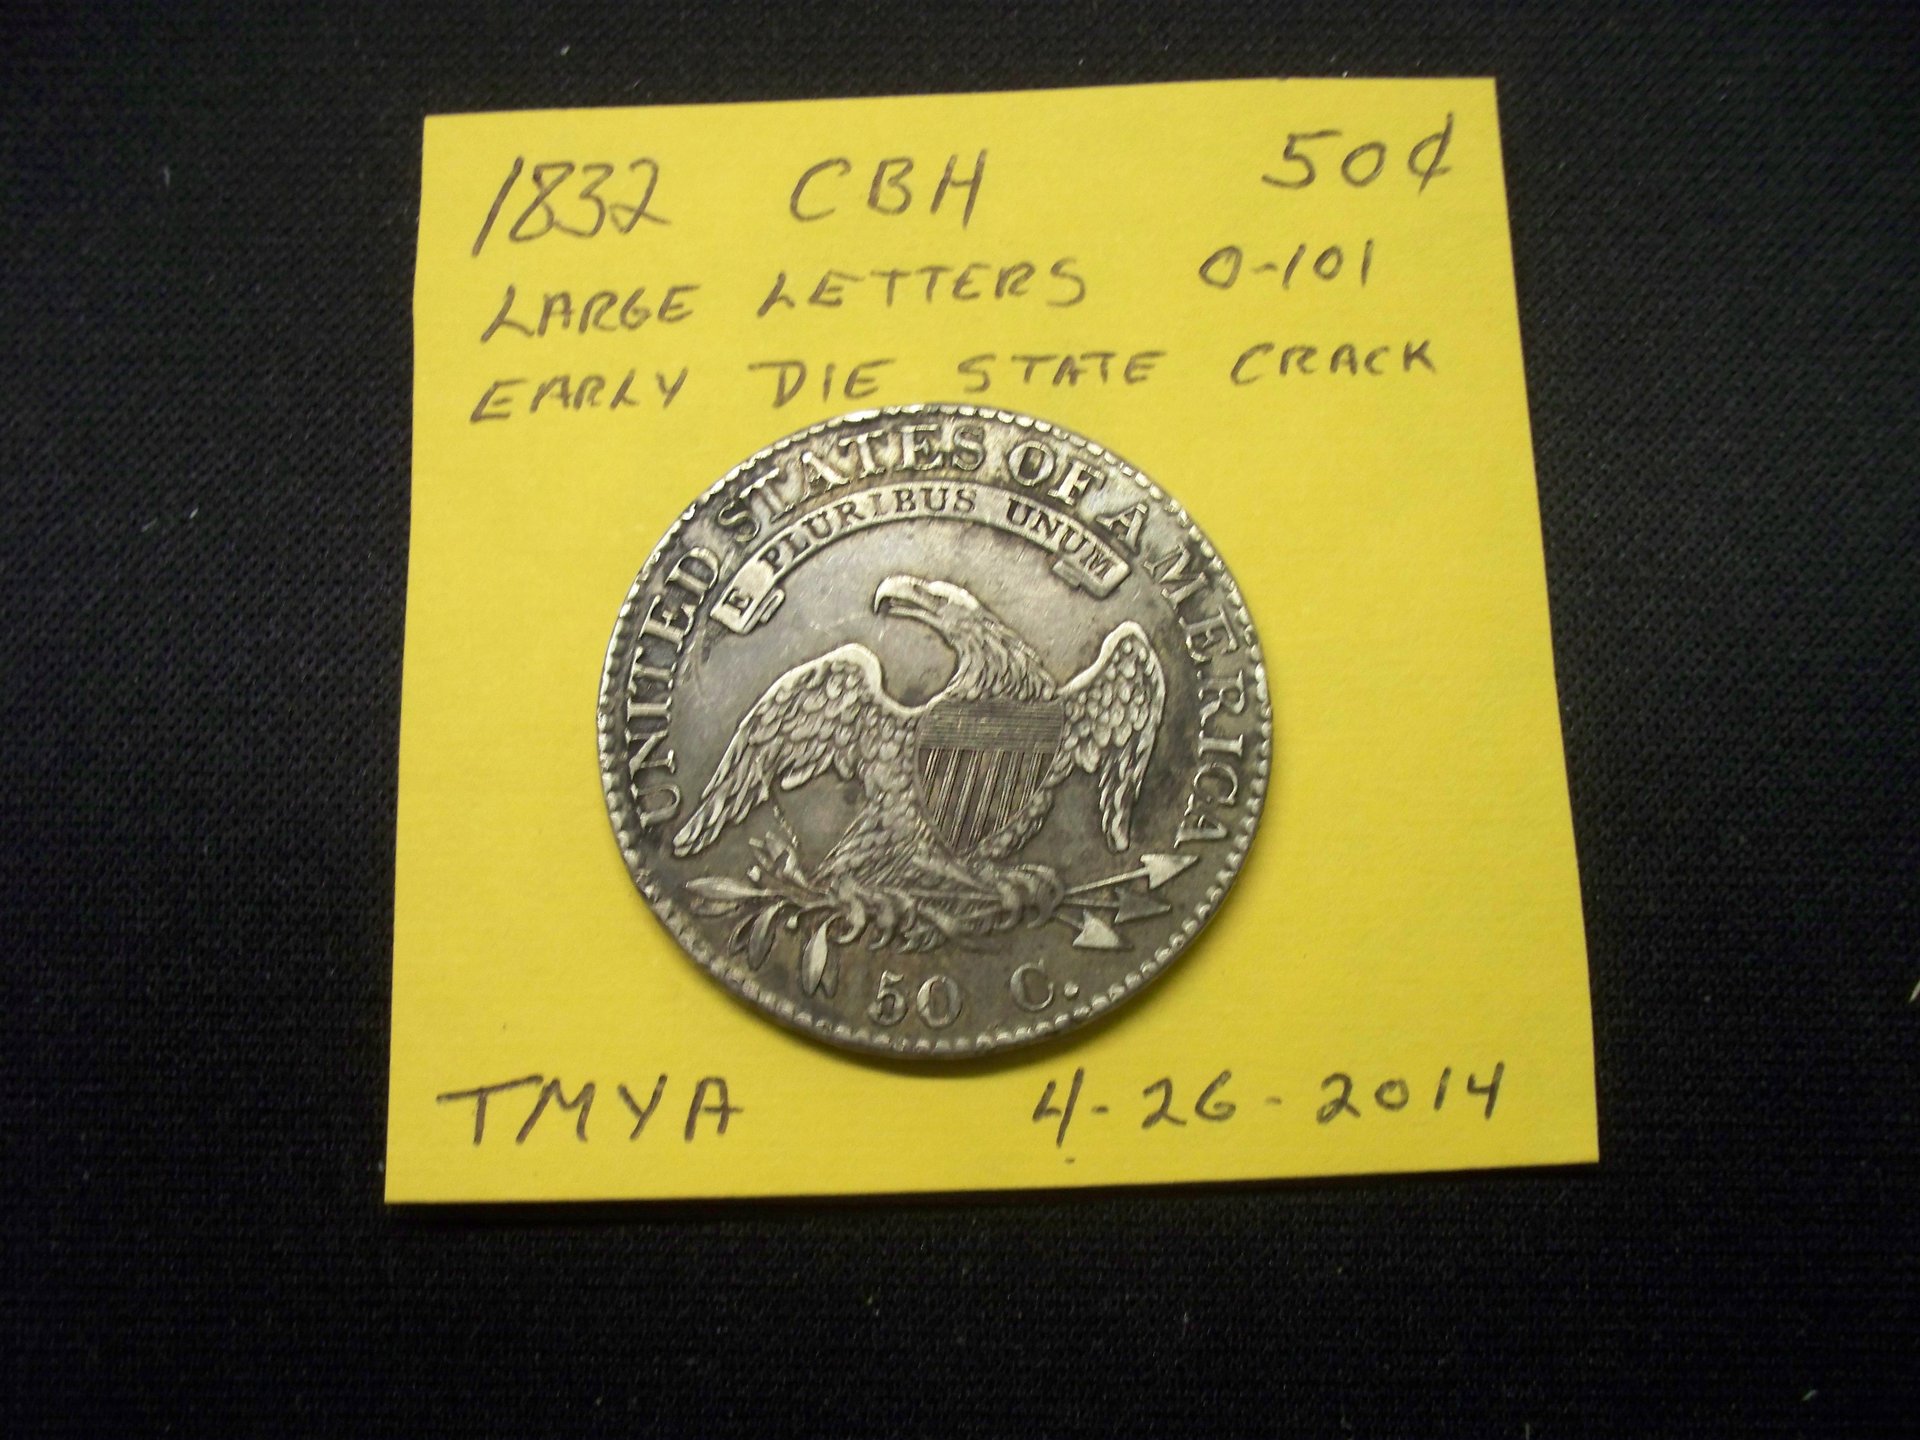 1832 CBH 50¢
LARGE LETTERS O-101
EARLY DIE STATE CRACK
UNITED STATES OF AMERICA
E PLURIBUS UNUM
50 C.
TMYA 4-26-2014